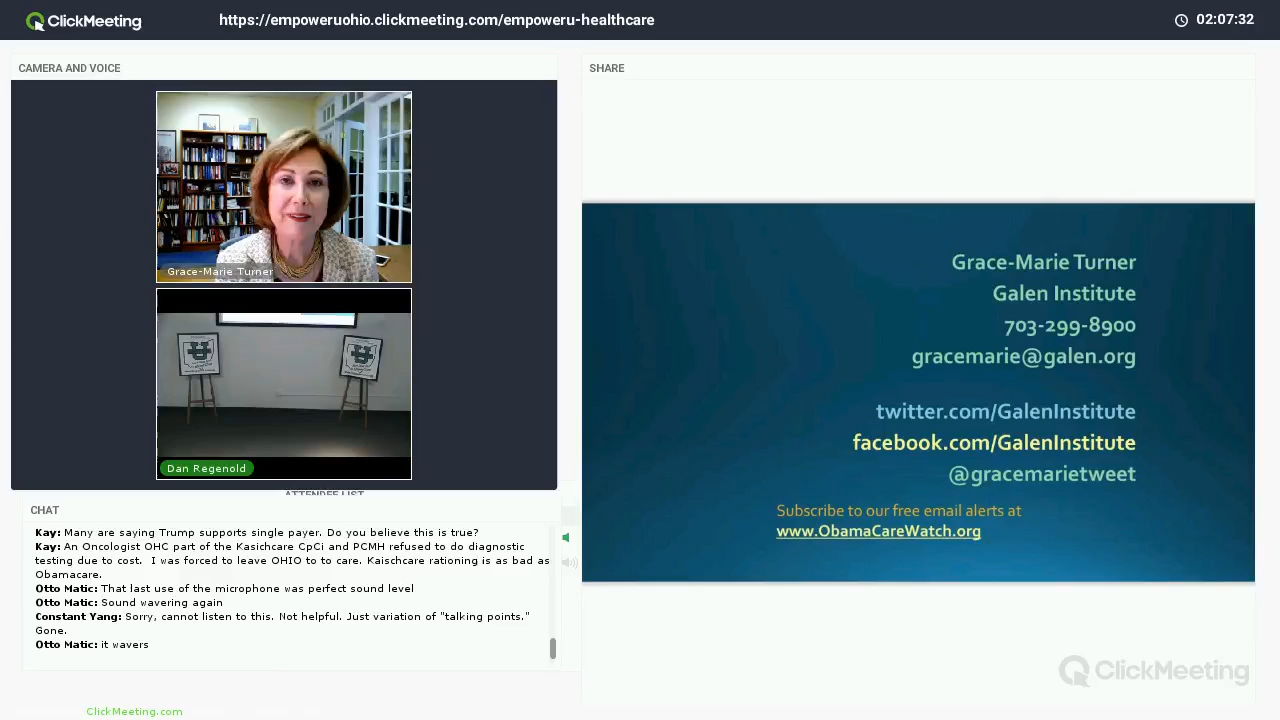 ClickMeeting
https://empoweruohio.clickmeeting.com/empoweru-healthcare
02:07:32
CAMERA AND VOICE
Grace-Marie Turner
Dan Regenold
ATTENDEE LIST
CHAT
Kay: Many are saying Trump supports single payer. Do you believe this is true?
Kay: An Oncologist OHC part of the Kasichcare CpCi and PCMH refused to do diagnostic
testing due to cost.  I was forced to leave OHIO to to care. Kaischcare rationing is as bad as
Obamacare.
Otto Matic: That last use of the microphone was perfect sound level
Otto Matic: Sound wavering again
Constant Yang: Sorry, cannot listen to this. Not helpful. Just variation of "talking points."
Gone.
Otto Matic: it wavers
ClickMeeting.com
SHARE
Grace-Marie Turner
Galen Institute
703-299-8900
gracemarie@galen.org
twitter.com/GalenInstitute
facebook.com/GalenInstitute
@gracemarietweet
Subscribe to our free email alerts at
www.ObamaCareWatch.org
ClickMeeting